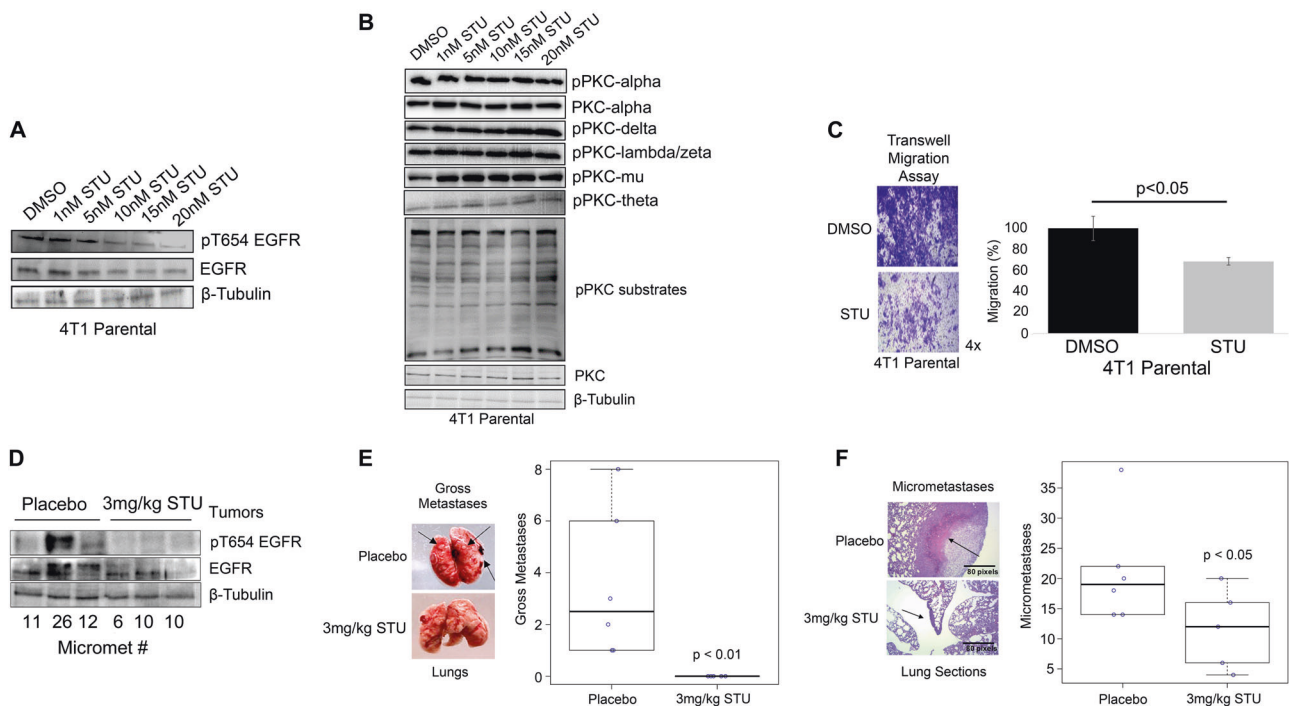 A
DMSO
1nM STU
5nM STU
10nM STU
15nM STU
20nM STU
pT654 EGFR
EGFR
β-Tubulin
4T1 Parental
B
DMSO
1nM STU
5nM STU
10nM STU
15nM STU
20nM STU
pPKC-alpha
PKC-alpha
pPKC-delta
pPKC-lambda/zeta
pPKC-mu
pPKC-theta
pPKC substrates
PKC
β-Tubulin
4T1 Parental
C
Transwell
Migration
Assay
DMSO
STU
4x
4T1 Parental
p<0.05
Migration (%)
100
80
60
40
20
0
DMSO
STU
4T1 Parental
D
Placebo
3mg/kg STU
Tumors
pT654 EGFR
EGFR
β-Tubulin
11 26 12 6 10 10
Micromet #
E
Gross
Metastases
Placebo
3mg/kg STU
Lungs
Gross Metastases
8
6
4
2
0
p < 0.01
Placebo
3mg/kg STU
F
Micrometastases
Placebo
80 pixels
3mg/kg STU
80 pixels
Lung Sections
Micrometastases
35
30
25
20
15
10
5
p < 0.05
Placebo
3mg/kg STU